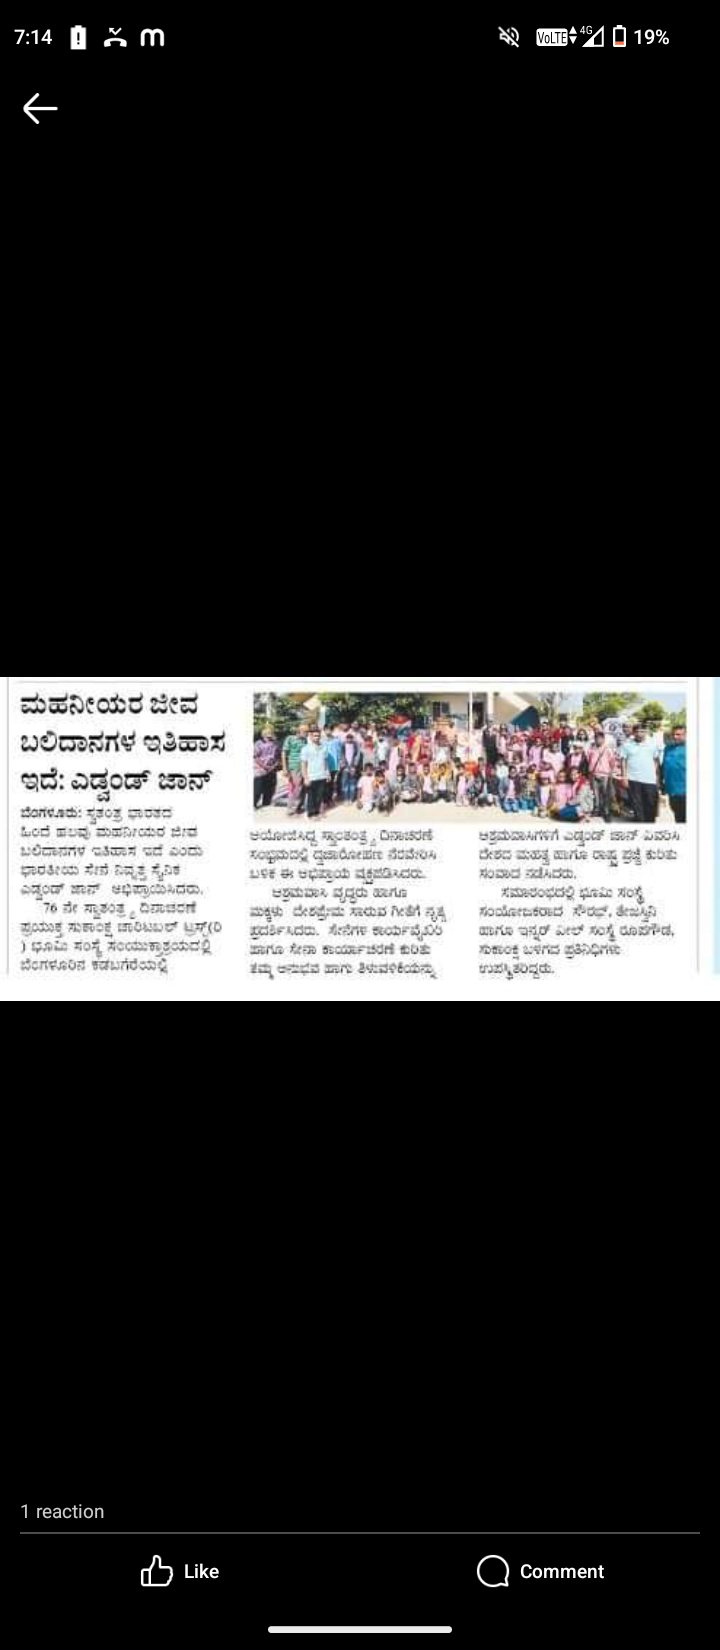 7:14
VoLTE 4G 19%
ಮಹನೀಯರ ಜೀವ
ಬಲಿದಾನಗಳ ಇತಿಹಾಸ
ಇದೆ: ಎಡ್ವಂಡ್ ಜಾನ್
ಬೆಂಗಳೂರು: ಸ್ವತಂತ್ರ ಭಾರತದ
ಹಿಂದೆ ಹಲವು ಮಹನೀಯರ ಜೀವ
ಬಲಿದಾನಗಳ ಇತಿಹಾಸ ಇದೆ ಎಂದು
ಭಾರತೀಯ ಸೇನೆ ನಿವೃತ್ತ ಸೈನಿಕ
ಎಡ್ವಂಡ್ ಜಾನ್ ಅಭಿಪ್ರಾಯಿಸಿದರು.
76 ನೇ ಸ್ವಾತಂತ್ರ್ಯ ದಿನಾಚರಣೆ
ಪ್ರಯುಕ್ತ ಸುಕಾಂಕ್ಷ ಚಾರಿಟಬಲ್ ಟ್ರಸ್ಟ್(ರಿ
) ಭೂಮಿ ಸಂಸ್ಥೆ ಸಂಯುಕ್ತಾಶ್ರಯದಲ್ಲಿ
ಬೆಂಗಳೂರಿನ ಕಡಬಗೆರೆಯಲ್ಲಿ
ಆಯೋಜಿಸಿದ್ದ ಸ್ವಾತಂತ್ರ್ಯ ದಿನಾಚರಣೆ
ಸಂಭ್ರಮದಲ್ಲಿ ಧ್ವಜಾರೋಹಣ ನೆರವೇರಿಸಿ
ಬಳಿಕ ಈ ಅಭಿಪ್ರಾಯ ವ್ಯಕ್ತಪಡಿಸಿದರು.
ಆಶ್ರಮವಾಸಿ ವೃದ್ಧರು ಹಾಗೂ
ಮಕ್ಕಳು ದೇಶಪ್ರೇಮ ಸಾರುವ ಗೀತೆಗೆ ನೃತ್ಯ
ಪ್ರದರ್ಶಿಸಿದರು. ಸೇನೆಗಳ ಕಾರ್ಯವೈಖರಿ
ಹಾಗೂ ಸೇನಾ ಕಾರ್ಯಾಚರಣೆ ಕುರಿತು
ತಮ್ಮ ಅನುಭವ ಹಾಗು ತಿಳುವಳಿಕೆಯನ್ನು
ಆಶ್ರಮವಾಸಿಗಳಿಗೆ ಎಡ್ವಂಡ್ ಜಾನ್ ವಿವರಿಸಿ
ದೇಶದ ಮಹತ್ವ ಹಾಗೂ ರಾಷ್ಟ್ರ ಪ್ರಜ್ಞೆ ಕುರಿತು
ಸಂವಾದ ನಡೆಸಿದರು.
ಸಮಾರಂಭದಲ್ಲಿ ಭೂಮಿ ಸಂಸ್ಥೆ
ಸಂಯೋಜಕರಾದ ಸೌರಭ್, ತೇಜಸ್ವಿನಿ
ಹಾಗೂ ಇನ್ನರ್ ವೀಲ್ ಸಂಸ್ಥೆ ರೂಪಗೌಡ,
ಸುಕಾಂಕ್ಷ ಬಳಗದ ಪ್ರತಿನಿಧಿಗಳು
ಉಪಸ್ಥಿತರಿದ್ದರು.
1 reaction
Like Comment